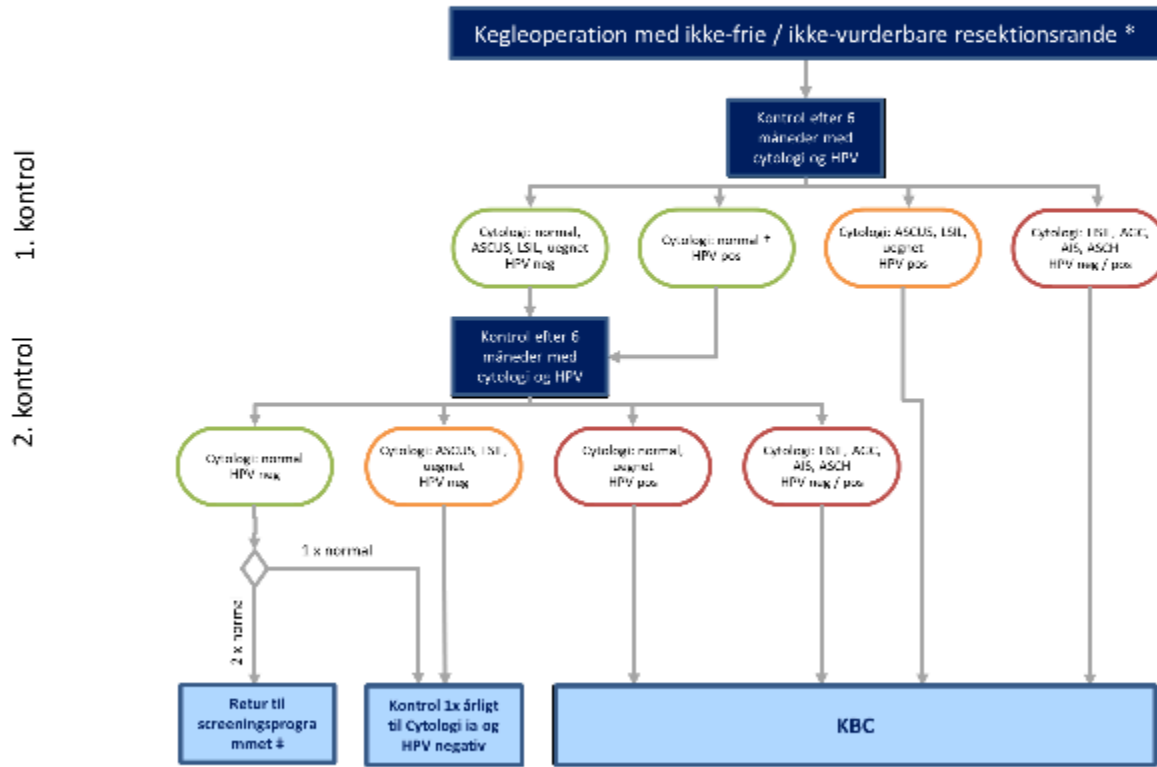 Kegleoperation med ikke-frie / ikke-vurderbare resektionsrande *
1. kontrol
Kontrol efter 6
måneder med
cytologi og HPV
Cytologi: normal,
ASCUS, LSIL, uegnet
HPV neg
Cytologi: normal †
HPV pos
Cytologi: ASCUS, LSIL,
uegnet
HPV pos
Cytologi: HSIL, AGC,
AIS, ASCH
HPV neg / pos
2. kontrol
Kontrol efter 6
måneder med
cytologi og HPV
Cytologi: normal
HPV neg
Cytologi: ASCUS, LSIL,
uegnet
HPV neg
Cytologi: normal,
uegnet
HPV pos
Cytologi: HSIL, AGC,
AIS, ASCH
HPV neg / pos
1 x normal
2 x normal
Retur til
screeningsprogra
mmet ‡
Kontrol 1x årligt
til Cytologi ia og
HPV negativ
KBC